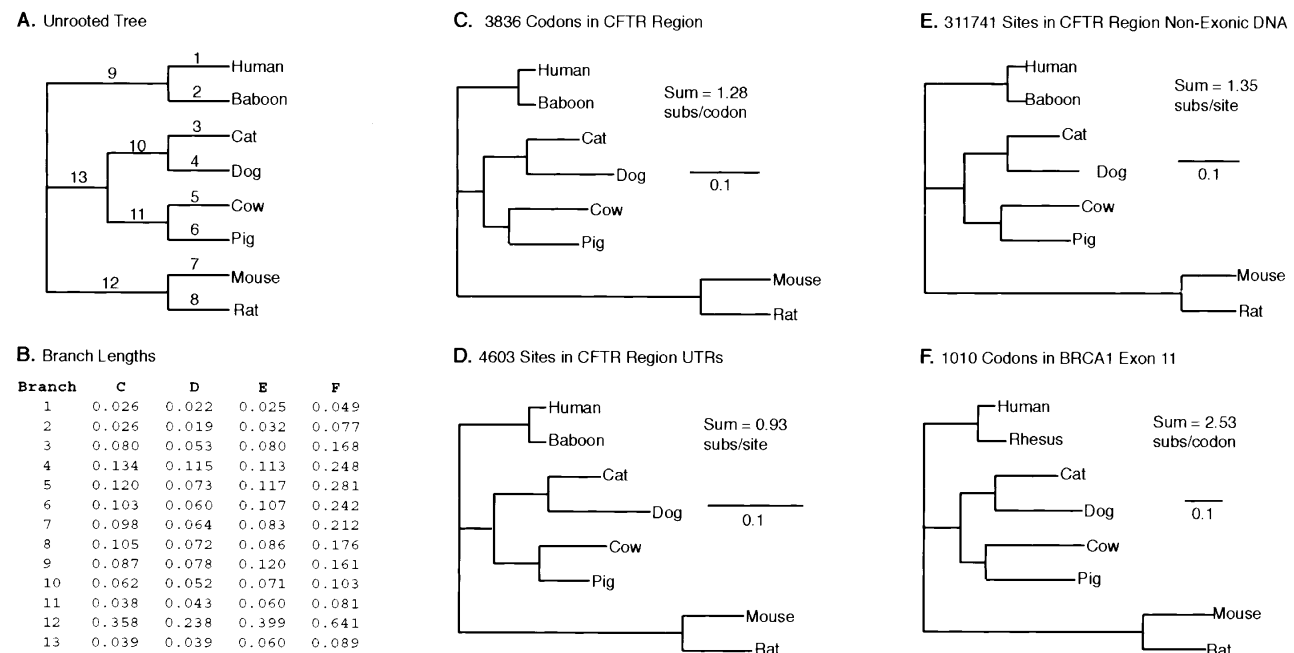 A. Unrooted Tree
1
9
Human
2
Baboon
3
Cat
10
4
Dog
13
5
Cow
11
6
Pig
7
Mouse
12
8
Rat
B. Branch Lengths
Branch C D E F
1 0.026 0.022 0.025 0.049
2 0.026 0.019 0.032 0.077
3 0.080 0.053 0.080 0.168
4 0.134 0.115 0.113 0.248
5 0.120 0.073 0.117 0.281
6 0.103 0.060 0.107 0.242
7 0.098 0.064 0.083 0.212
8 0.105 0.072 0.086 0.176
9 0.087 0.078 0.120 0.161
10 0.062 0.052 0.071 0.103
11 0.038 0.043 0.060 0.081
12 0.358 0.238 0.399 0.641
13 0.039 0.039 0.060 0.089
C. 3836 Codons in CFTR Region
Human
Baboon
Sum = 1.28
subs/codon
Cat
Dog
0.1
Cow
Pig
Mouse
Rat
D. 4603 Sites in CFTR Region UTRs
Human
Baboon
Sum = 0.93
subs/site
Cat
Dog
0.1
Cow
Pig
Mouse
Rat
E. 311741 Sites in CFTR Region Non-Exonic DNA
Human
Baboon
Sum = 1.35
subs/site
Cat
Dog
0.1
Cow
Pig
Mouse
Rat
F. 1010 Codons in BRCA1 Exon 11
Human
Rhesus
Sum = 2.53
subs/codon
Cat
Dog
0.1
Cow
Pig
Mouse
Rat